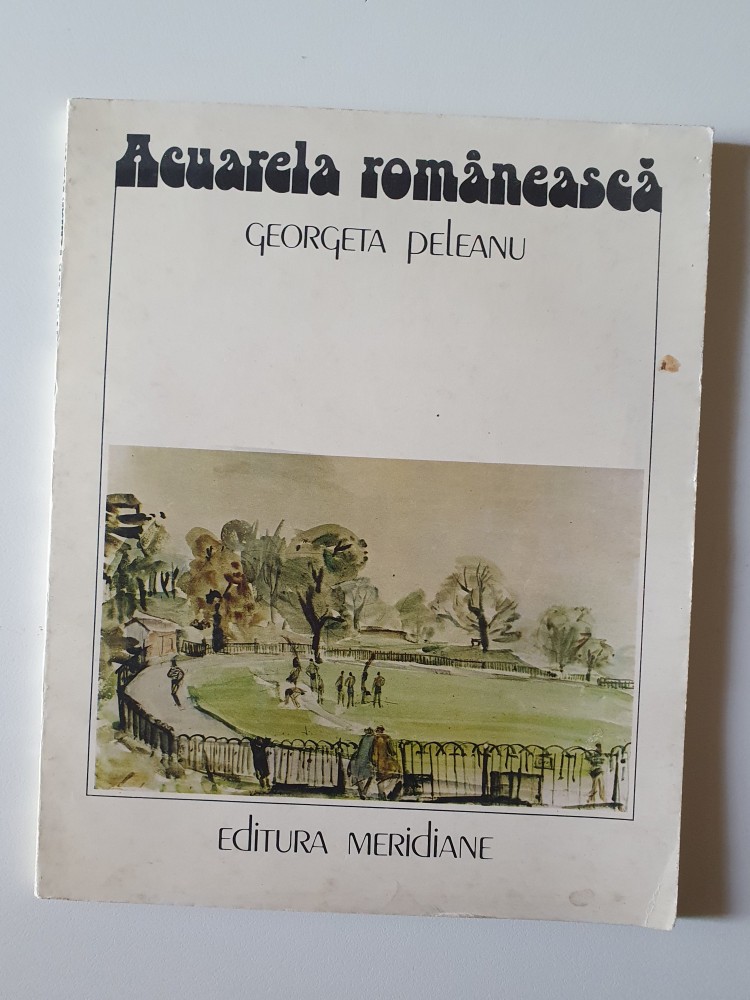 Acuarela românească
GEORGETA PELEANU
EDITURA MERIDIANE